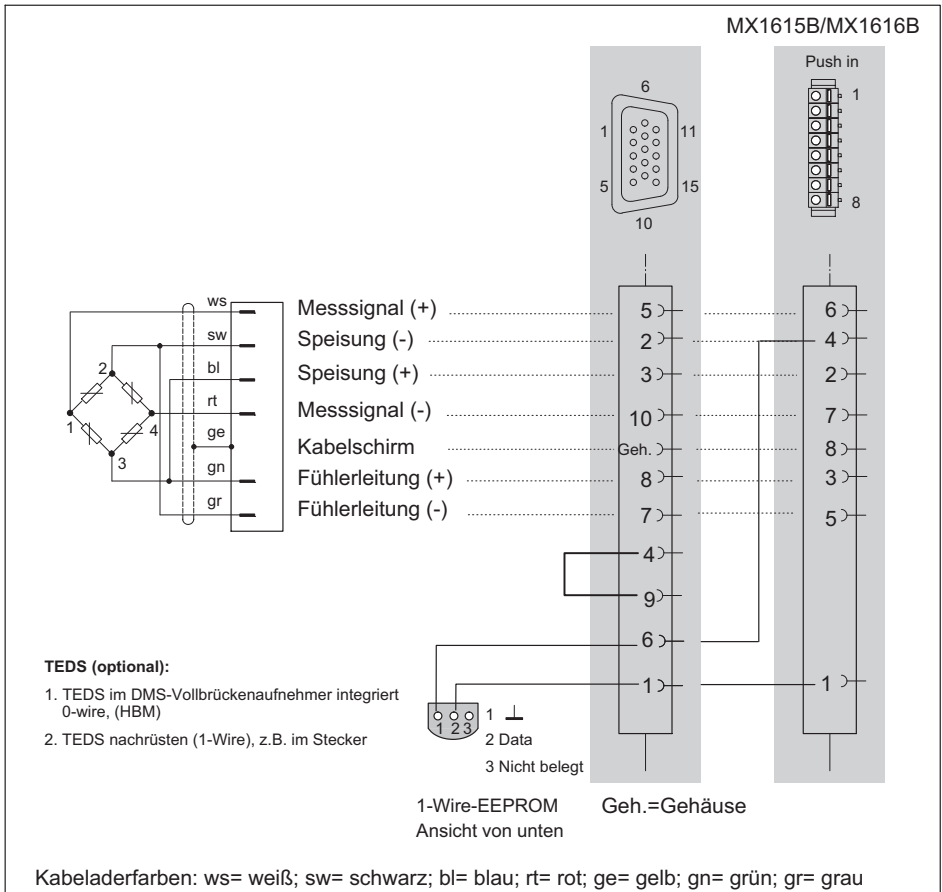 MX1615B/MX1616B
Push in
6
1
11
5
15
10
1
8
ws Messsignal (+) 5 6
sw Speisung (-) 2 4
bl Speisung (+) 3 2
rt Messsignal (-) 10 7
ge Kabelschirm Geh. 8
gn Fühlerleitung (+) 8 3
gr Fühlerleitung (-) 7 5
2
1
4
3
4
9
6
1 1
TEDS (optional):
1. TEDS im DMS-Vollbrückenaufnehmer integriert
0-wire, (HBM)
2. TEDS nachrüsten (1-Wire), z.B. im Stecker
1 2 3
1 ⊥
2 Data
3 Nicht belegt
1-Wire-EEPROM
Ansicht von unten
Geh.=Gehäuse
Kabeladerfarben: ws= weiß; sw= schwarz; bl= blau; rt= rot; ge= gelb; gn= grün; gr= grau